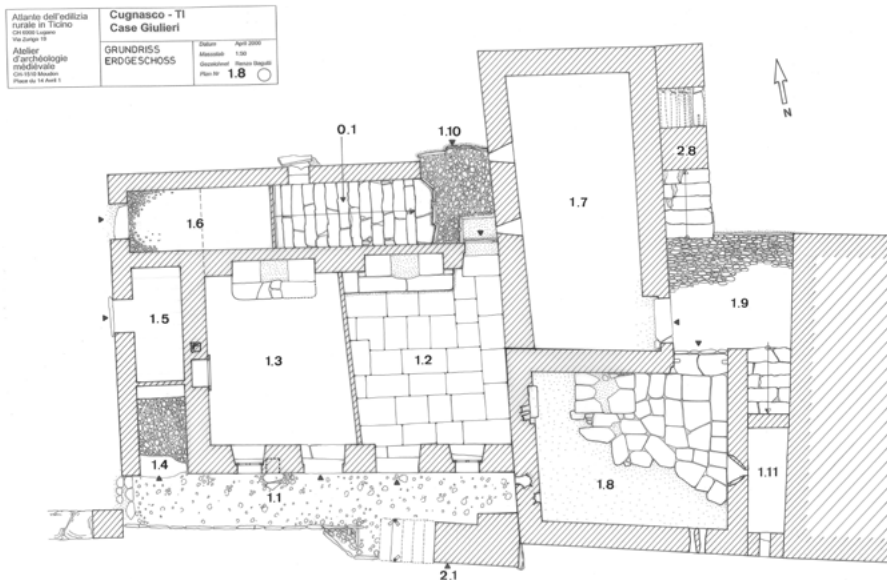 Atlante dell'edilizia
rurale in Ticino
CH 6900 Lugano
Via Zurigo 19
Atelier
d'archéologie
médiévale
CH-1510 Moudon
Place du 14 Avril 1
Cugnasco - TI
Case Giulieri
GRUNDRISS
ERDGESCHOSS
Datum April 2000
Massstab 1:50
Gezeichnet
Plan Nr 1.8
0.1
1.10
2.8
1.7
1.6
1.9
1.5
1.3
1.2
1.4
1.1
1.8
1.11
2.1
N